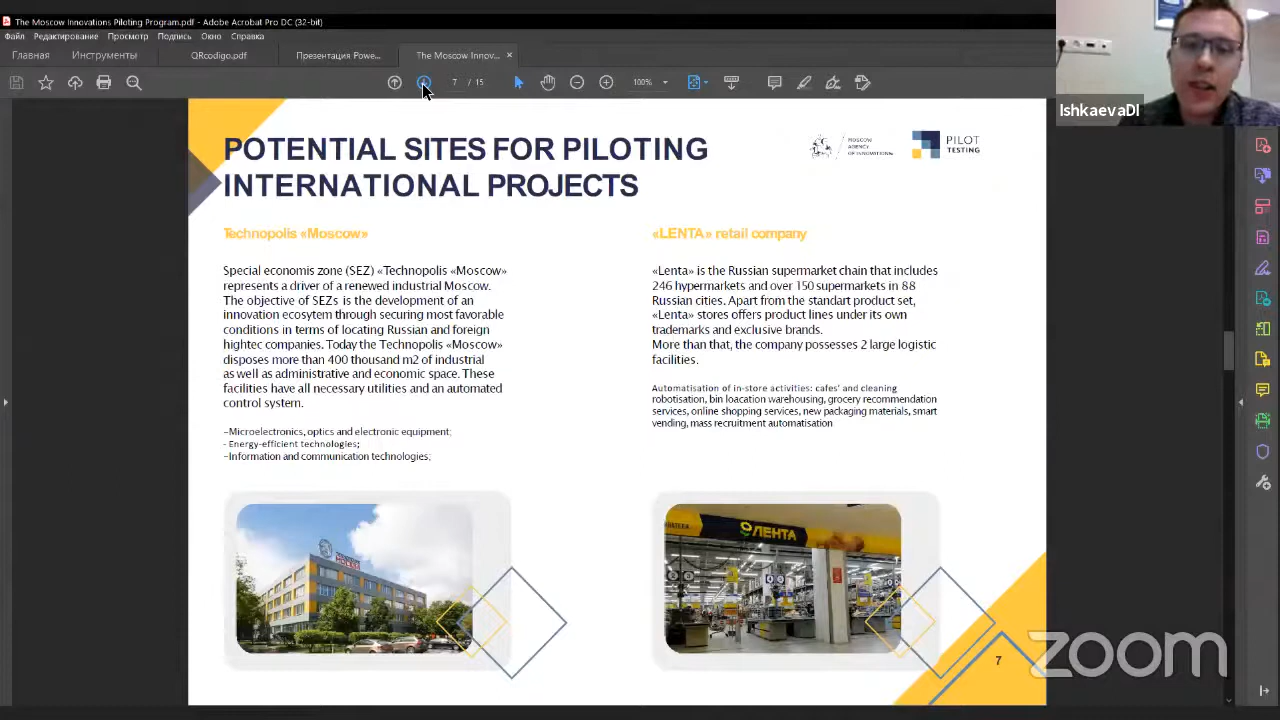 The Moscow Innovations Piloting Program.pdf - Adobe Acrobat Pro DC (32-bit)
Файл Редактирование Просмотр Подпись Окно Справка
Главная Инструменты QRcodigo.pdf Презентация Powe... The Moscow Innov... ×
7 / 15 100%
IshkaevaDI
POTENTIAL SITES FOR PILOTING
INTERNATIONAL PROJECTS
MOSCOW
AGENCY
OF INNOVATIONS
PILOT
TESTING
Technopolis «Moscow»
Special economis zone (SEZ) «Technopolis «Moscow»
represents a driver of a renewed industrial Moscow.
The objective of SEZs is the development of an
innovation ecosytem through securing most favorable
conditions in terms of locating Russian and foreign
hightec companies. Today the Technopolis «Moscow»
disposes more than 400 thousand m2 of industrial
as well as administrative and economic space. These
facilities have all necessary utilities and an automated
control system.
–Microelectronics, optics and electronic equipment;
- Energy-efficient technologies;
–Information and communication technologies;
«LENTA» retail company
«Lenta» is the Russian supermarket chain that includes
246 hypermarkets and over 150 supermarkets in 88
Russian cities. Apart from the standart product set,
«Lenta» stores offers product lines under its own
trademarks and exclusive brands.
More than that, the company possesses 2 large logistic
facilities.
Automatisation of in-store activities: cafes' and cleaning
robotisation, bin loacation warehousing, grocery recommendation
services, online shopping services, new packaging materials, smart
vending, mass recruitment automatisation
ЛЕНТА
7
zoom